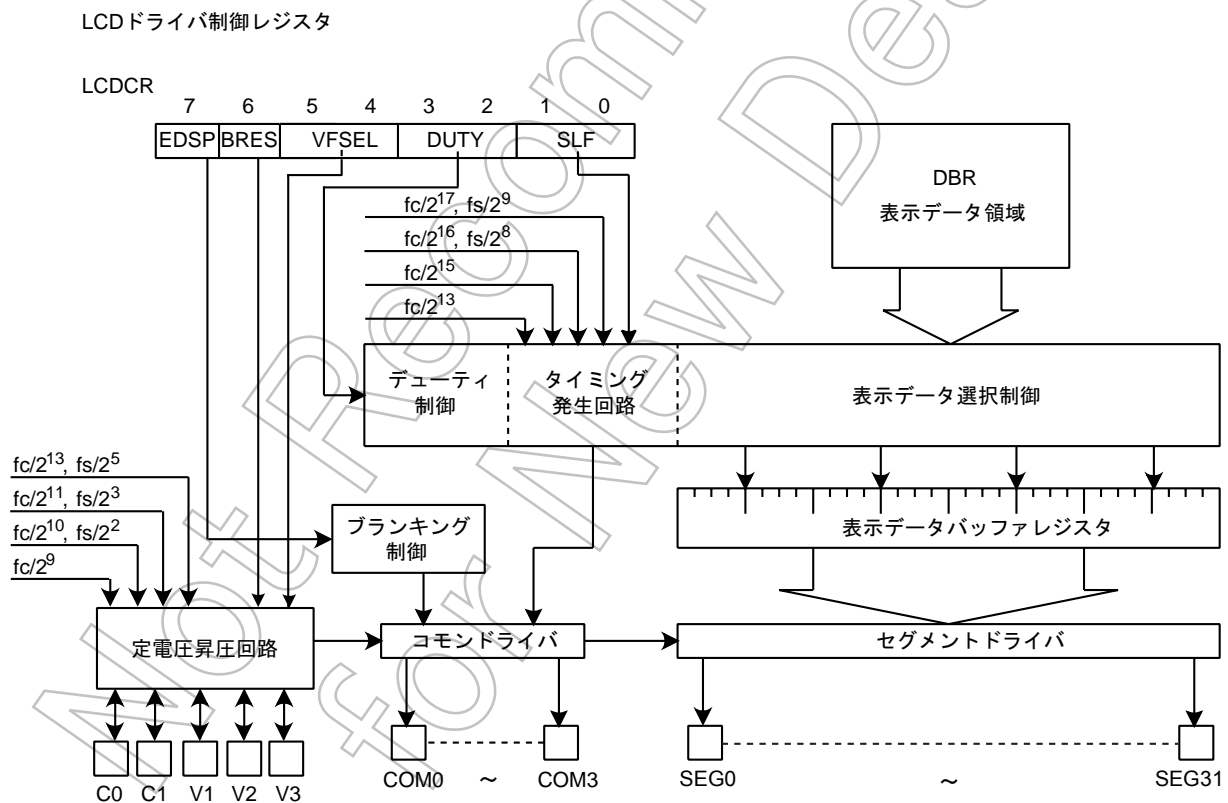 LCDドライバ制御レジスタ
LCDCR
7 6 5 4 3 2 1 0
EDSP BRES VFSEL DUTY SLF
DBR
表示データ領域
fc/2^17, fs/2^9
fc/2^16, fs/2^8
fc/2^15
fc/2^13
デューティ
制御
タイミング
発生回路
表示データ選択制御
fc/2^13, fs/2^5
fc/2^11, fs/2^3
fc/2^10, fs/2^2
fc/2^9
ブランキング
制御
表示データバッファレジスタ
定電圧昇圧回路
コモンドライバ
セグメントドライバ
C0 C1 V1 V2 V3
COM0 ～ COM3
SEG0 ～ SEG31
Not Recomm
for New De